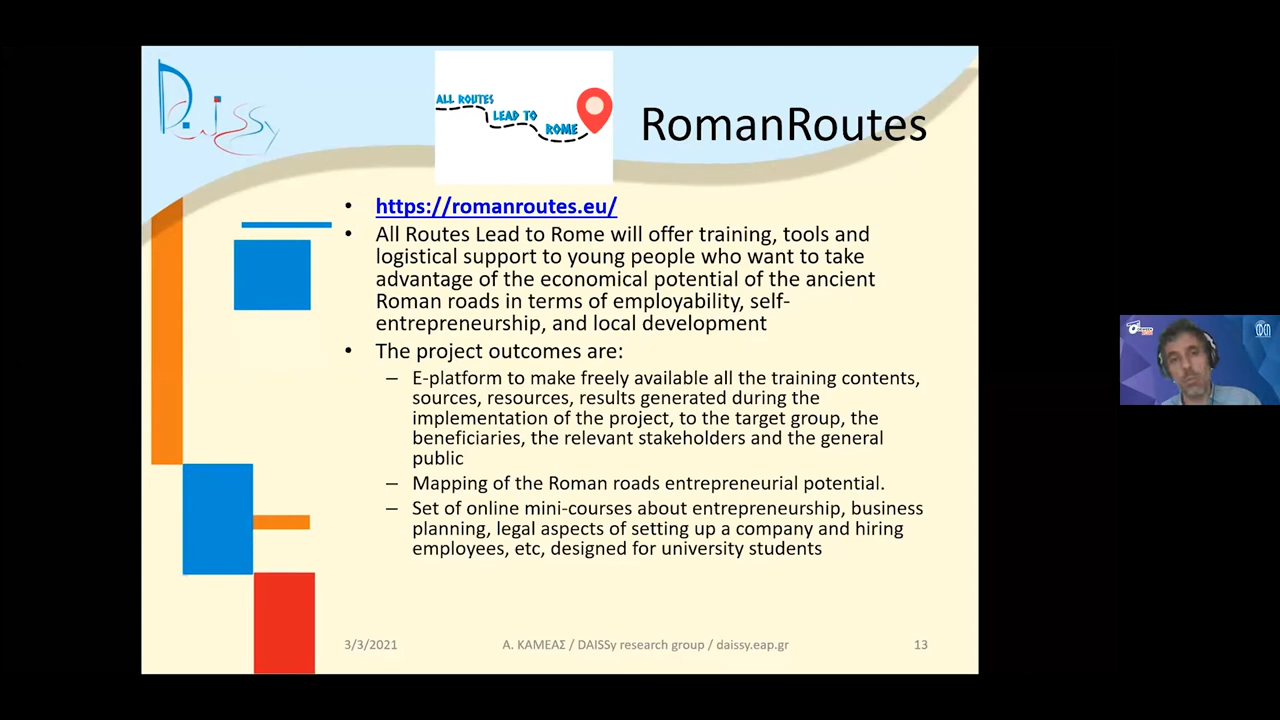 DAISSy
ALL ROUTES
LEAD TO
ROME
RomanRoutes
• https://romanroutes.eu/
• All Routes Lead to Rome will offer training, tools and
logistical support to young people who want to take
advantage of the economical potential of the ancient
Roman roads in terms of employability, self-
entrepreneurship, and local development
• The project outcomes are:
– E-platform to make freely available all the training contents,
sources, resources, results generated during the
implementation of the project, to the target group, the
beneficiaries, the relevant stakeholders and the general
public
– Mapping of the Roman roads entrepreneurial potential.
– Set of online mini-courses about entrepreneurship, business
planning, legal aspects of setting up a company and hiring
employees, etc, designed for university students
3/3/2021
Α. ΚΑΜΕΑΣ / DAISSy research group / daissy.eap.gr
13